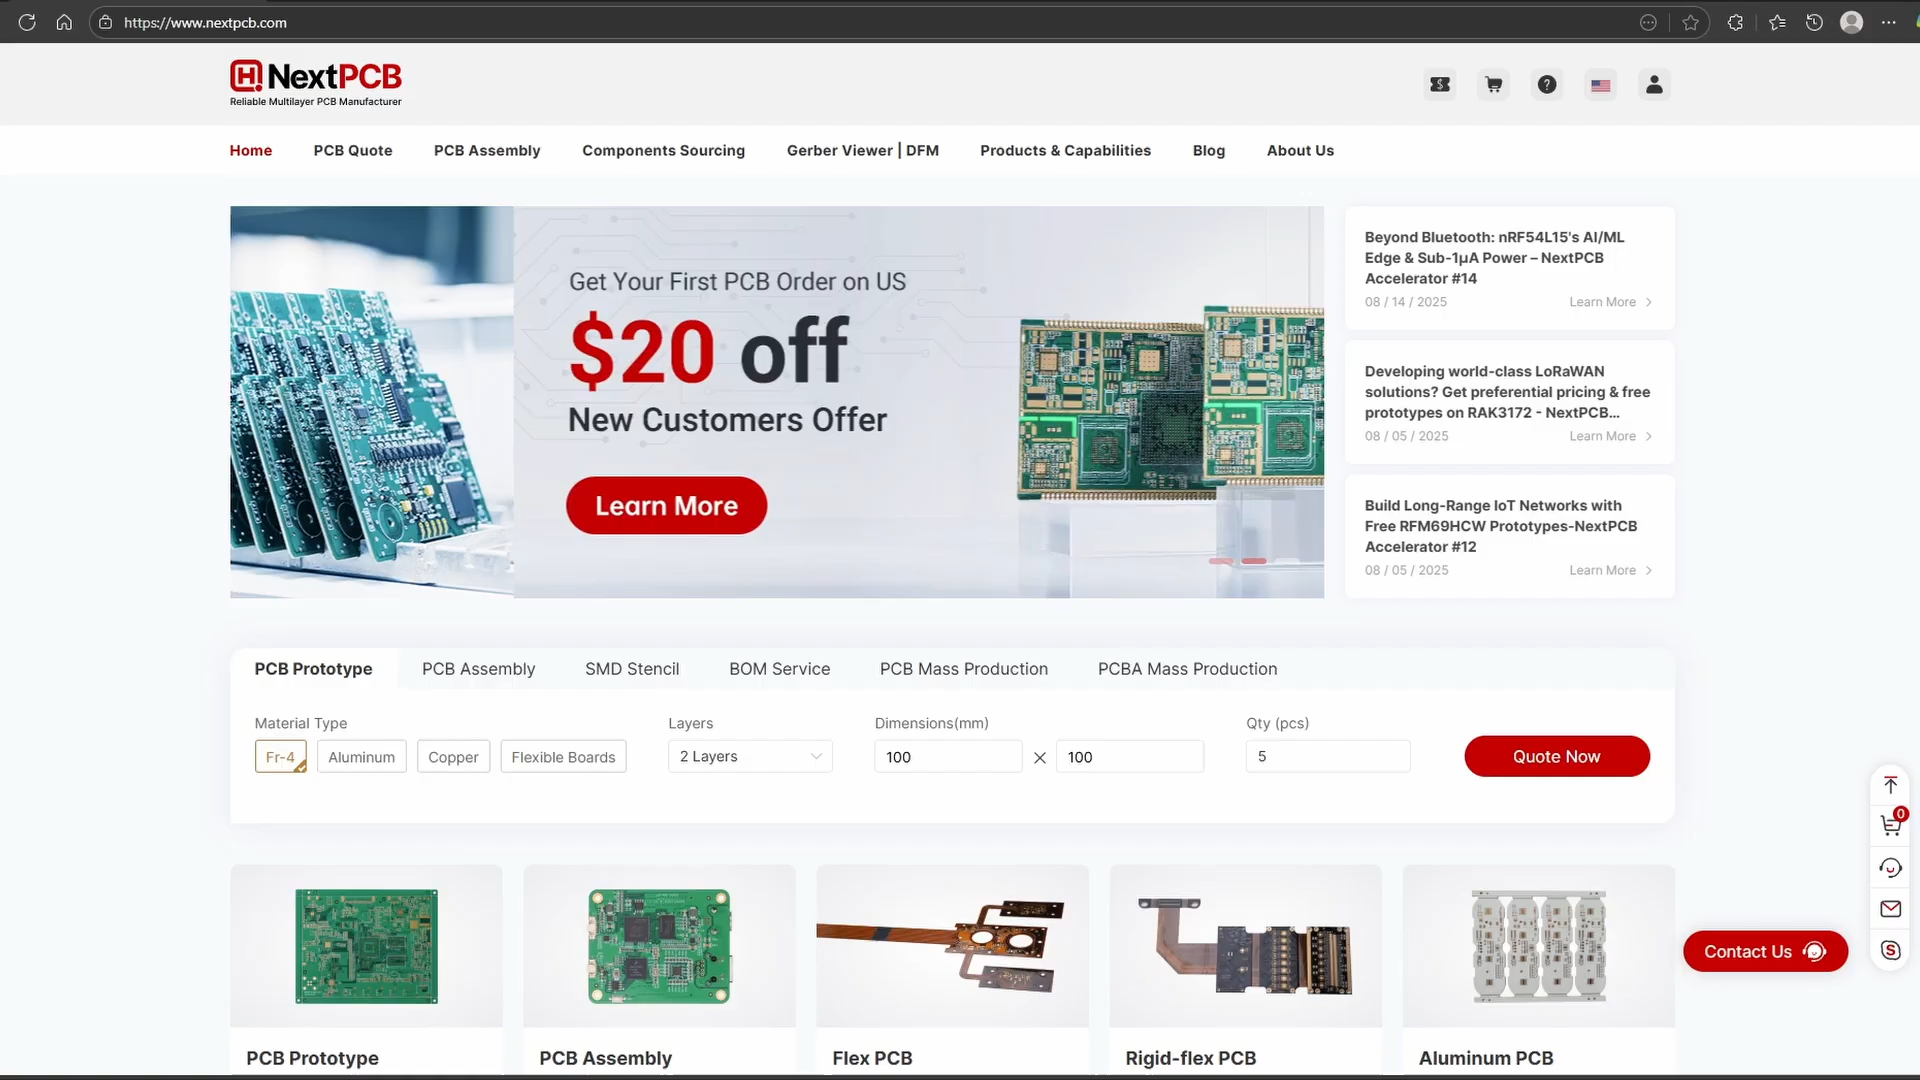 https://www.nextpcb.com
H NextPCB
Reliable Multilayer PCB Manufacturer
Home
PCB Quote
PCB Assembly
Components Sourcing
Gerber Viewer | DFM
Products & Capabilities
Blog
About Us
Get Your First PCB Order on US
$20 off
New Customers Offer
Learn More
Beyond Bluetooth: nRF54L15's AI/ML
Edge & Sub-1µA Power – NextPCB
Accelerator #14
08 / 14 / 2025
Learn More
Developing world-class LoRaWAN
solutions? Get preferential pricing & free
prototypes on RAK3172 - NextPCB...
08 / 05 / 2025
Learn More
Build Long-Range IoT Networks with
Free RFM69HCW Prototypes-NextPCB
Accelerator #12
08 / 05 / 2025
Learn More
PCB Prototype
PCB Assembly
SMD Stencil
BOM Service
PCB Mass Production
PCBA Mass Production
Material Type
Layers
Dimensions(mm)
Qty (pcs)
Fr-4
Aluminum
Copper
Flexible Boards
2 Layers
100
100
5
Quote Now
0
Contact Us
PCB Prototype
PCB Assembly
Flex PCB
Rigid-flex PCB
Aluminum PCB